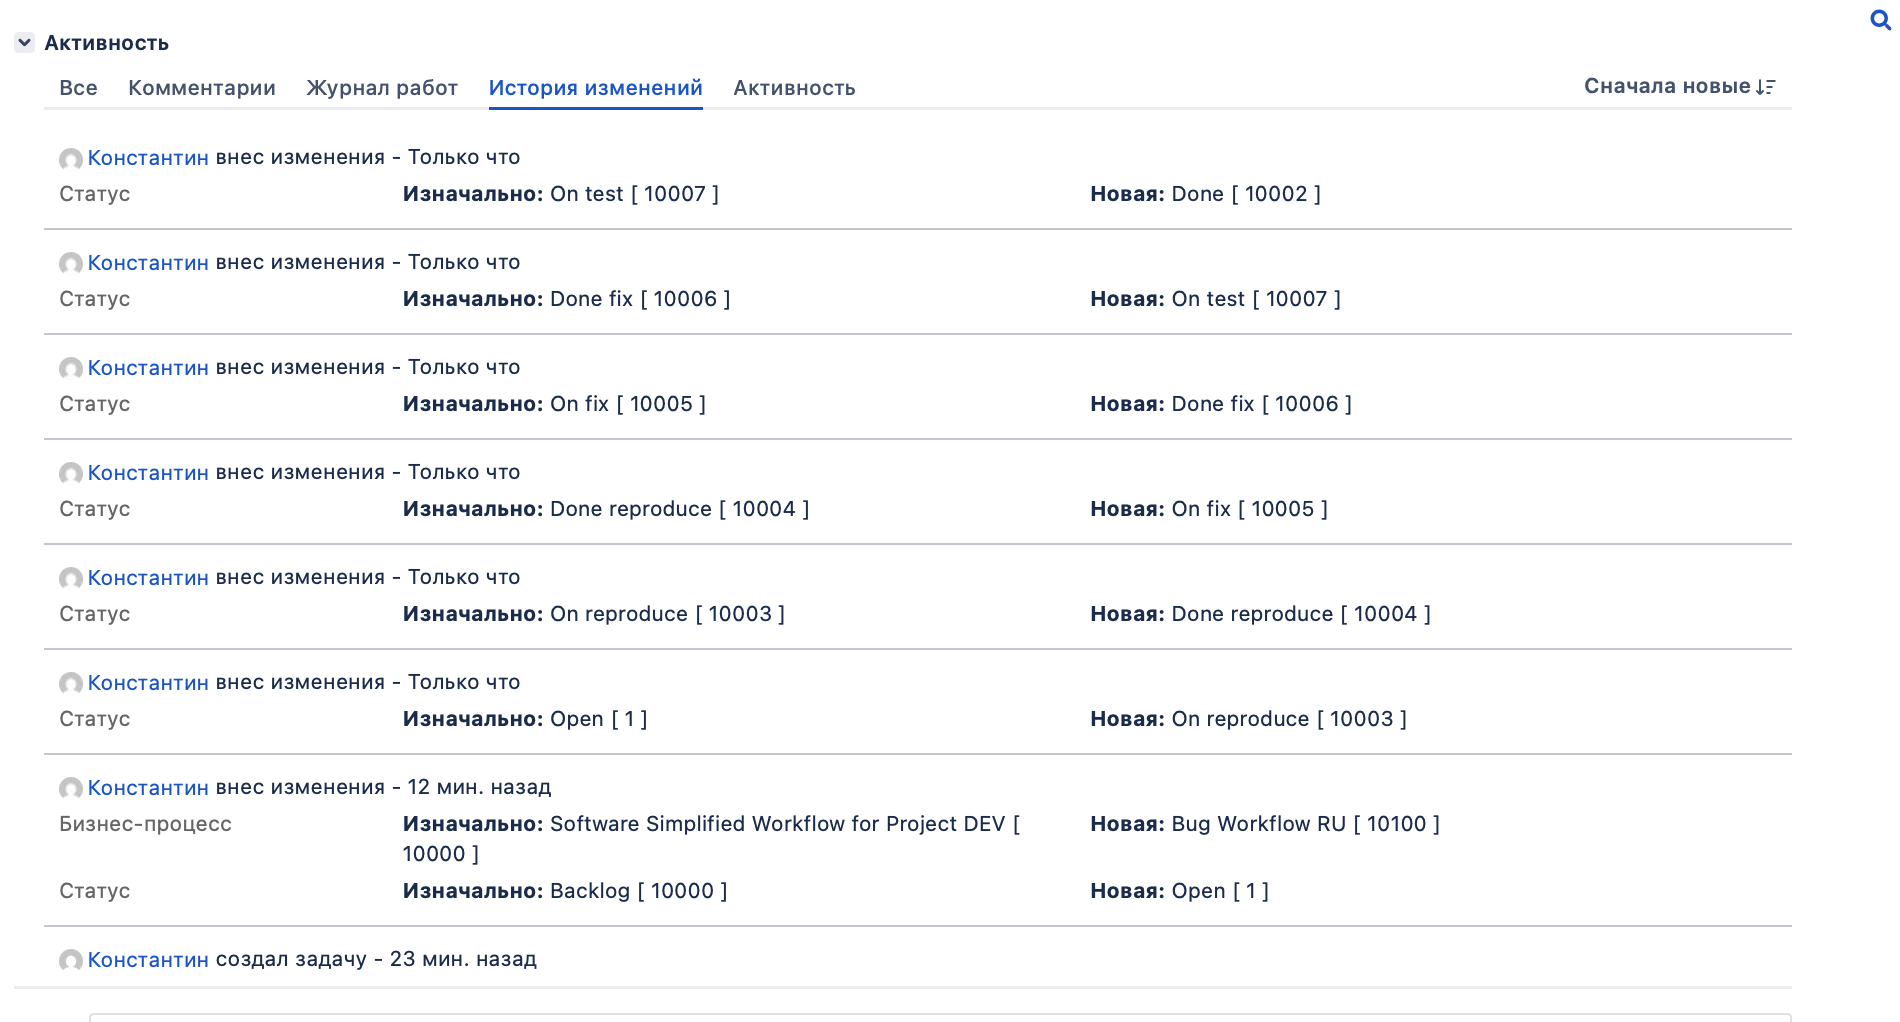 Активность
Все Комментарии Журнал работ История изменений Активность Сначала новые
Константин внес изменения - Только что
Статус Изначально: On test [ 10007 ] Новая: Done [ 10002 ]
Константин внес изменения - Только что
Статус Изначально: Done fix [ 10006 ] Новая: On test [ 10007 ]
Константин внес изменения - Только что
Статус Изначально: On fix [ 10005 ] Новая: Done fix [ 10006 ]
Константин внес изменения - Только что
Статус Изначально: Done reproduce [ 10004 ] Новая: On fix [ 10005 ]
Константин внес изменения - Только что
Статус Изначально: On reproduce [ 10003 ] Новая: Done reproduce [ 10004 ]
Константин внес изменения - Только что
Статус Изначально: Open [ 1 ] Новая: On reproduce [ 10003 ]
Константин внес изменения - 12 мин. назад
Бизнес-процесс Изначально: Software Simplified Workflow for Project DEV [ Новая: Bug Workflow RU [ 10100 ]
10000 ]
Статус Изначально: Backlog [ 10000 ] Новая: Open [ 1 ]
Константин создал задачу - 23 мин. назад